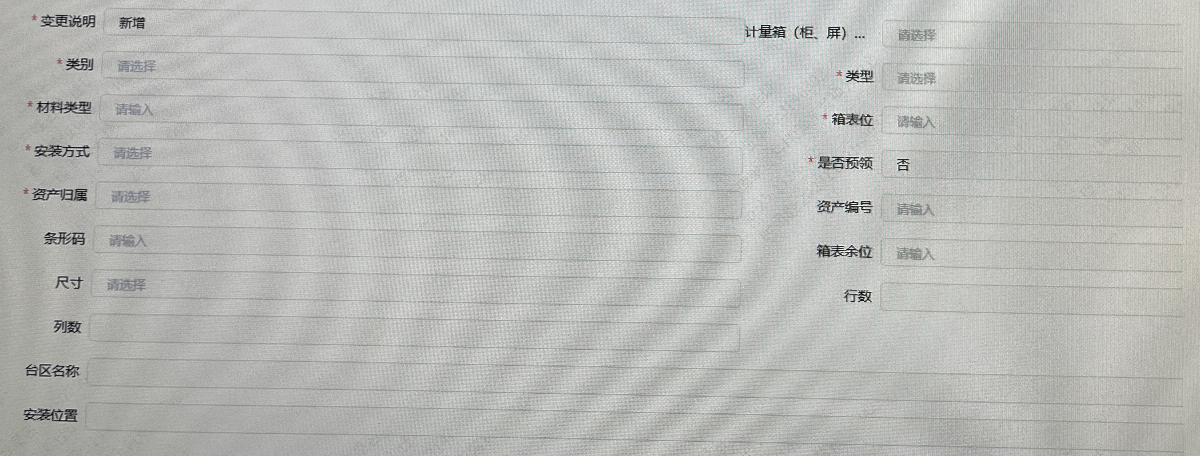 * 变更说明 新增 计量箱（柜、屏）... 请选择
* 类别 请选择 * 类型 请选择
* 材料类型 请输入 * 箱表位 请输入
* 安装方式 请选择 * 是否预领 否
* 资产归属 请选择 资产编号 请输入
条形码 请输入 箱表余位 请输入
尺寸 请选择 行数
列数
台区名称
安装位置